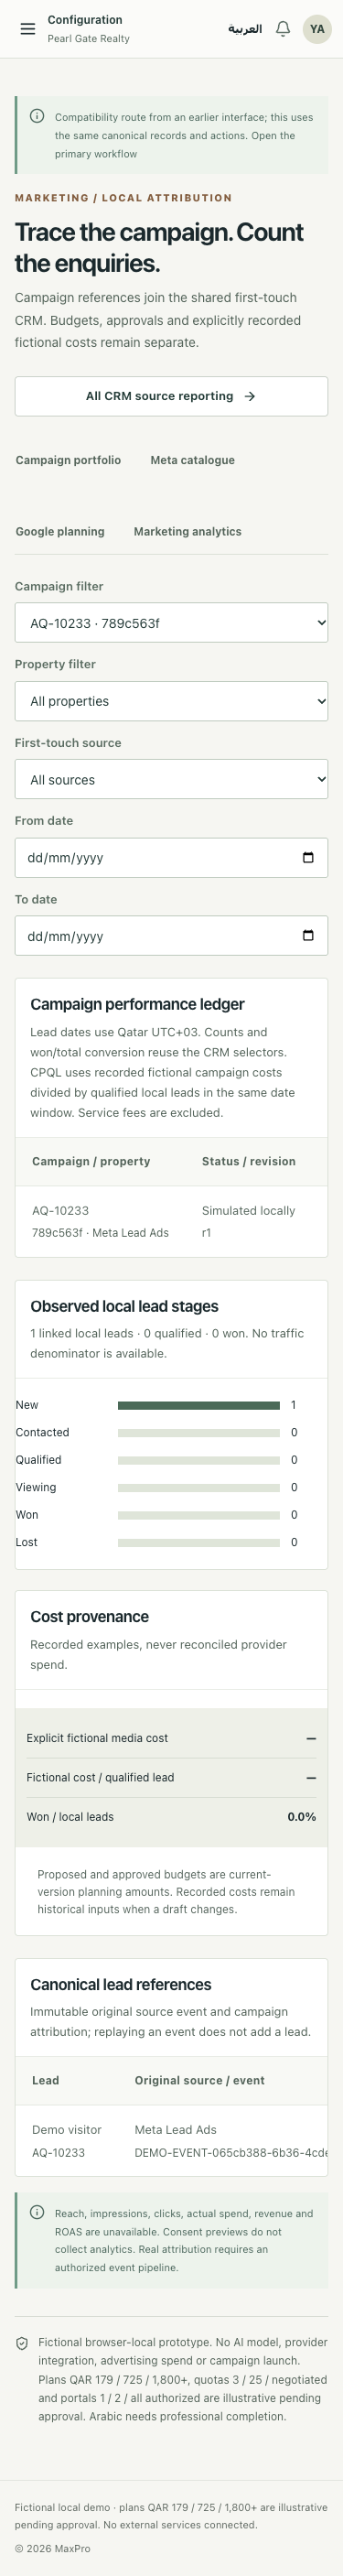 Configuration
Pearl Gate Realty
العربية
YA
Compatibility route from an earlier interface; this uses
the same canonical records and actions. Open the
primary workflow
MARKETING / LOCAL ATTRIBUTION
Trace the campaign. Count
the enquiries.
Campaign references join the shared first-touch
CRM. Budgets, approvals and explicitly recorded
fictional costs remain separate.
All CRM source reporting →
Campaign portfolio
Meta catalogue
Google planning
Marketing analytics
Campaign filter
AQ-10233 · 789c563f
Property filter
All properties
First-touch source
All sources
From date
dd/mm/yyyy
To date
dd/mm/yyyy
Campaign performance ledger
Lead dates use Qatar UTC+03. Counts and
won/total conversion reuse the CRM selectors.
CPQL uses recorded fictional campaign costs
divided by qualified local leads in the same date
window. Service fees are excluded.
Campaign / property
Status / revision
AQ-10233
Simulated locally
789c563f · Meta Lead Ads
r1
Observed local lead stages
1 linked local leads · 0 qualified · 0 won. No traffic
denominator is available.
New 1
Contacted 0
Qualified 0
Viewing 0
Won 0
Lost 0
Cost provenance
Recorded examples, never reconciled provider
spend.
Explicit fictional media cost —
Fictional cost / qualified lead —
Won / local leads 0.0%
Proposed and approved budgets are current-
version planning amounts. Recorded costs remain
historical inputs when a draft changes.
Canonical lead references
Immutable original source event and campaign
attribution; replaying an event does not add a lead.
Lead
Original source / event
Demo visitor
Meta Lead Ads
AQ-10233
DEMO-EVENT-065cb388-6b36-4cde
Reach, impressions, clicks, actual spend, revenue and
ROAS are unavailable. Consent previews do not
collect analytics. Real attribution requires an
authorized event pipeline.
Fictional browser-local prototype. No AI model, provider
integration, advertising spend or campaign launch.
Plans QAR 179 / 725 / 1,800+, quotas 3 / 25 / negotiated
and portals 1 / 2 / all authorized are illustrative pending
approval. Arabic needs professional completion.
Fictional local demo · plans QAR 179 / 725 / 1,800+ are illustrative
pending approval. No external services connected.
© 2026 MaxPro